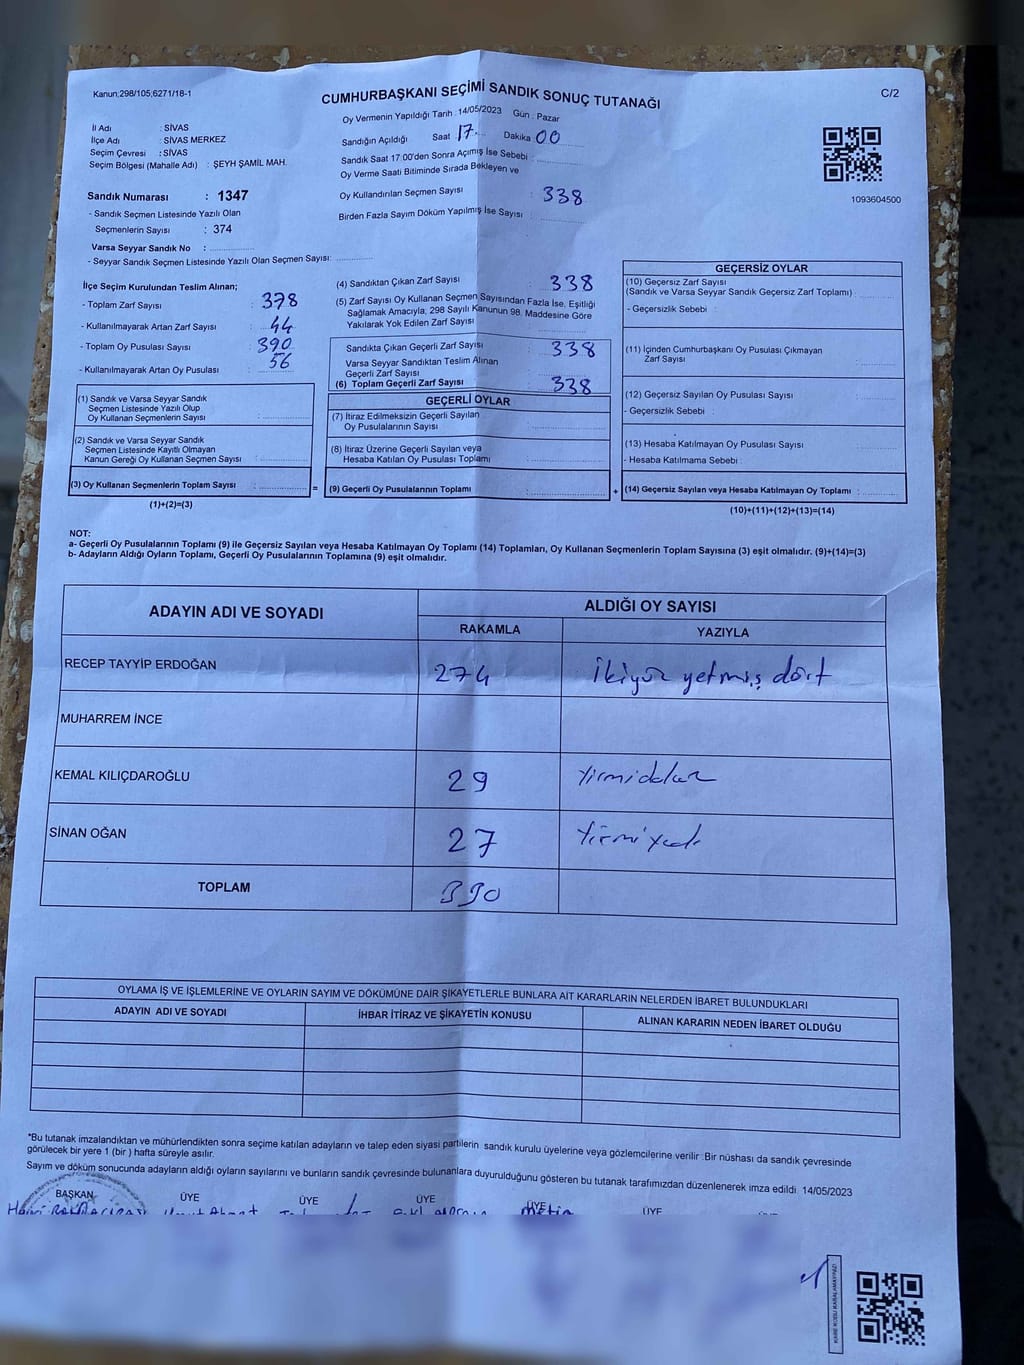 Kanun:298/105;6271/18-1
CUMHURBAŞKANI SEÇİMİ SANDIK SONUÇ TUTANAĞI
C/2
Oy Vermenin Yapıldığı Tarih : 14/05/2023 Gün : Pazar
Sandığın Açıldığı Saat 17 Dakika 00
Sandık Saat 17:00'den Sonra Açımış İse Sebebi :
Oy Verme Saati Bitiminde Sırada Bekleyen ve
Oy Kullandırılan Seçmen Sayısı : 338
Birden Fazla Sayım Döküm Yapılmış İse Sayısı :
1093604500
İl Adı : SİVAS
İlçe Adı : SİVAS MERKEZ
Seçim Çevresi : SİVAS
Seçim Bölgesi (Mahalle Adı) : ŞEYH ŞAMİL MAH.
Sandık Numarası : 1347
- Sandık Seçmen Listesinde Yazılı Olan
Seçmenlerin Sayısı : 374
Varsa Seyyar Sandık No :
- Seyyar Sandık Seçmen Listesinde Yazılı Olan Seçmen Sayısı:
İlçe Seçim Kurulundan Teslim Alınan;
- Toplam Zarf Sayısı : 378
- Kullanılmayarak Artan Zarf Sayısı : 44
- Toplam Oy Pusulası Sayısı : 390
- Kullanılmayarak Artan Oy Pusulası : 56
(1) Sandık ve Varsa Seyyar Sandık
Seçmen Listesinde Yazılı Olup
Oy Kullanan Seçmenlerin Sayısı :
(2) Sandık ve Varsa Seyyar Sandık
Seçmen Listesinde Kayıtlı Olmayan
Kanun Gereği Oy Kullanan Seçmen Sayısı :
(3) Oy Kullanan Seçmenlerin Toplam Sayısı :
(1)+(2)=(3)
=
(4) Sandıktan Çıkan Zarf Sayısı : 338
(5) Zarf Sayısı Oy Kullanan Seçmen Sayısından Fazla İse, Eşitliği
Sağlamak Amacıyla, 298 Sayılı Kanunun 98. Maddesine Göre
Yakılarak Yok Edilen Zarf Sayısı :
Sandıkta Çıkan Geçerli Zarf Sayısı : 338
Varsa Seyyar Sandıktan Teslim Alınan
Geçerli Zarf Sayısı :
(6) Toplam Geçerli Zarf Sayısı : 338
GEÇERLİ OYLAR
(7) İtiraz Edilmeksizin Geçerli Sayılan
Oy Pusulalarının Sayısı :
(8) İtiraz Üzerine Geçerli Sayılan veya
Hesaba Katılan Oy Pusulası Toplamı :
(9) Geçerli Oy Pusulalarının Toplamı :
+
GEÇERSİZ OYLAR
(10) Geçersiz Zarf Sayısı
(Sandık ve Varsa Seyyar Sandık Geçersiz Zarf Toplamı) :
- Geçersizlik Sebebi :
(11) İçinden Cumhurbaşkanı Oy Pusulası Çıkmayan
Zarf Sayısı :
(12) Geçersiz Sayılan Oy Pusulası Sayısı :
- Geçersizlik Sebebi :
(13) Hesaba Katılmayan Oy Pusulası Sayısı :
- Hesaba Katılmama Sebebi :
(14) Geçersiz Sayılan veya Hesaba Katılmayan Oy Toplamı :
(10)+(11)+(12)+(13)=(14)
NOT:
a- Geçerli Oy Pusulalarının Toplamı (9) ile Geçersiz Sayılan veya Hesaba Katılmayan Oy Toplamı (14) Toplamları, Oy Kullanan Seçmenlerin Toplam Sayısına (3) eşit olmalıdır. (9)+(14)=(3)
b- Adayların Aldığı Oyların Toplamı, Geçerli Oy Pusulalarının Toplamına (9) eşit olmalıdır.
ADAYIN ADI VE SOYADI
ALDIĞI OY SAYISI
RAKAMLA YAZIYLA
RECEP TAYYİP ERDOĞAN 274 ikiyüz yetmiş dört
MUHARREM İNCE
KEMAL KILIÇDAROĞLU 29 Yirmidokuz
SİNAN OĞAN 27 Yirmiyedi
TOPLAM 330
OYLAMA İŞ VE İŞLEMLERİNE VE OYLARIN SAYIM VE DÖKÜMÜNE DAİR ŞİKAYETLERLE BUNLARA AİT KARARLARIN NELERDEN İBARET BULUNDUKLARI
ADAYIN ADI VE SOYADI İHBAR İTİRAZ VE ŞİKAYETİN KONUSU ALINAN KARARIN NEDEN İBARET OLDUĞU
*Bu tutanak imzalandıktan ve mühürlendikten sonra seçime katılan adayların ve talep eden siyasi partilerin sandık kurulu üyelerine veya gözlemcilerine verilir. Bir nüshası da sandık çevresinde
görülecek bir yere 1 (bir ) hafta süreyle asılır.
Sayım ve döküm sonucunda adayların aldığı oyların sayılarını ve bunların sandık çevresinde bulunanlara duyurulduğunu gösteren bu tutanak tarafımızdan düzenlenerek imza edildi. 14/05/2023
BAŞKAN ÜYE ÜYE ÜYE ÜYE ÜYE
Metin
KARE KODU KARALAMAYINIZ!